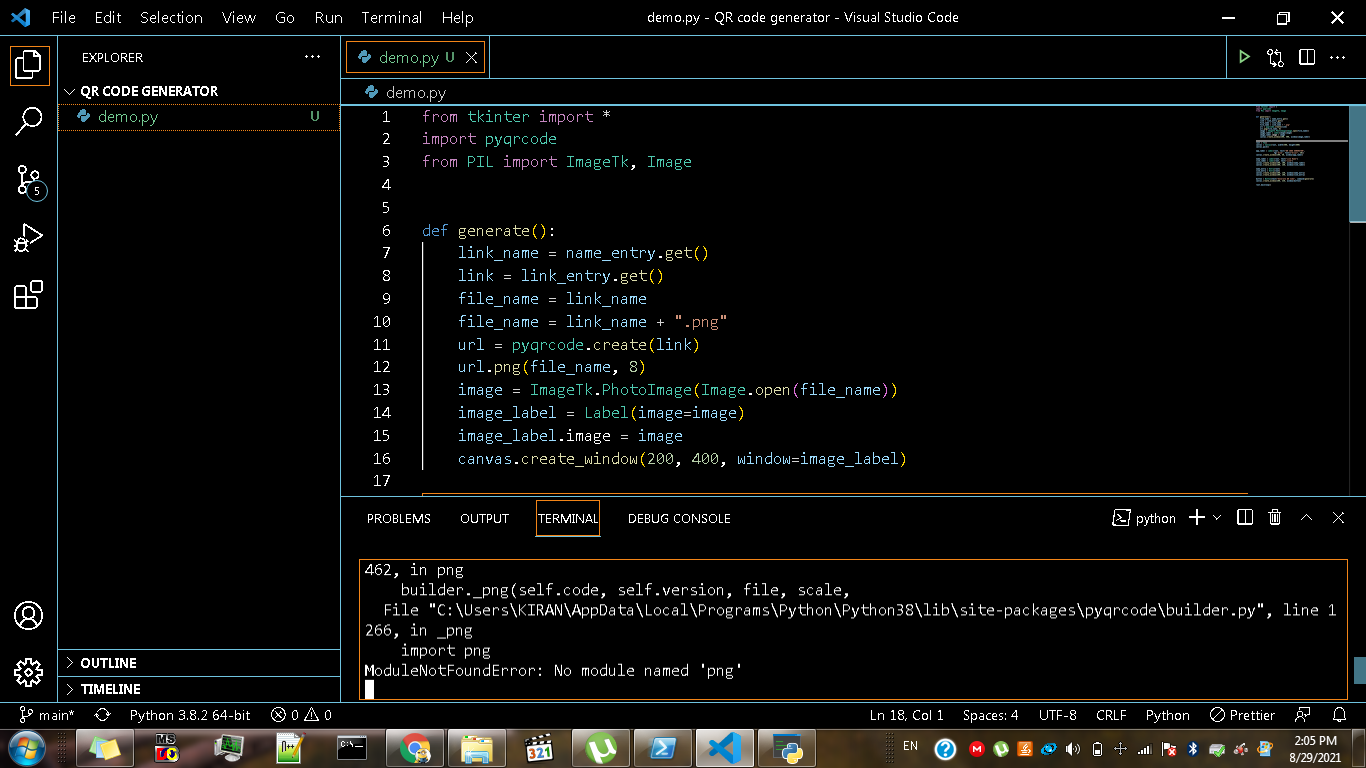 File Edit Selection View Go Run Terminal Help
demo.py - QR code generator - Visual Studio Code
EXPLORER ...
QR CODE GENERATOR
demo.py U
5
OUTLINE
TIMELINE
demo.py U
demo.py
1 from tkinter import *
2 import pyqrcode
3 from PIL import ImageTk, Image
4
5
6 def generate():
7 link_name = name_entry.get()
8 link = link_entry.get()
9 file_name = link_name
10 file_name = link_name + ".png"
11 url = pyqrcode.create(link)
12 url.png(file_name, 8)
13 image = ImageTk.PhotoImage(Image.open(file_name))
14 image_label = Label(image=image)
15 image_label.image = image
16 canvas.create_window(200, 400, window=image_label)
17
PROBLEMS OUTPUT TERMINAL DEBUG CONSOLE
python
462, in png
builder._png(self.code, self.version, file, scale,
File "C:\Users\KIRAN\AppData\Local\Programs\Python\Python38\lib\site-packages\pyqrcode\builder.py", line 1
266, in _png
import png
ModuleNotFoundError: No module named 'png'
main* Python 3.8.2 64-bit 0 0 Ln 18, Col 1 Spaces: 4 UTF-8 CRLF Python Prettier
MS
321
EN
2:05 PM
8/29/2021